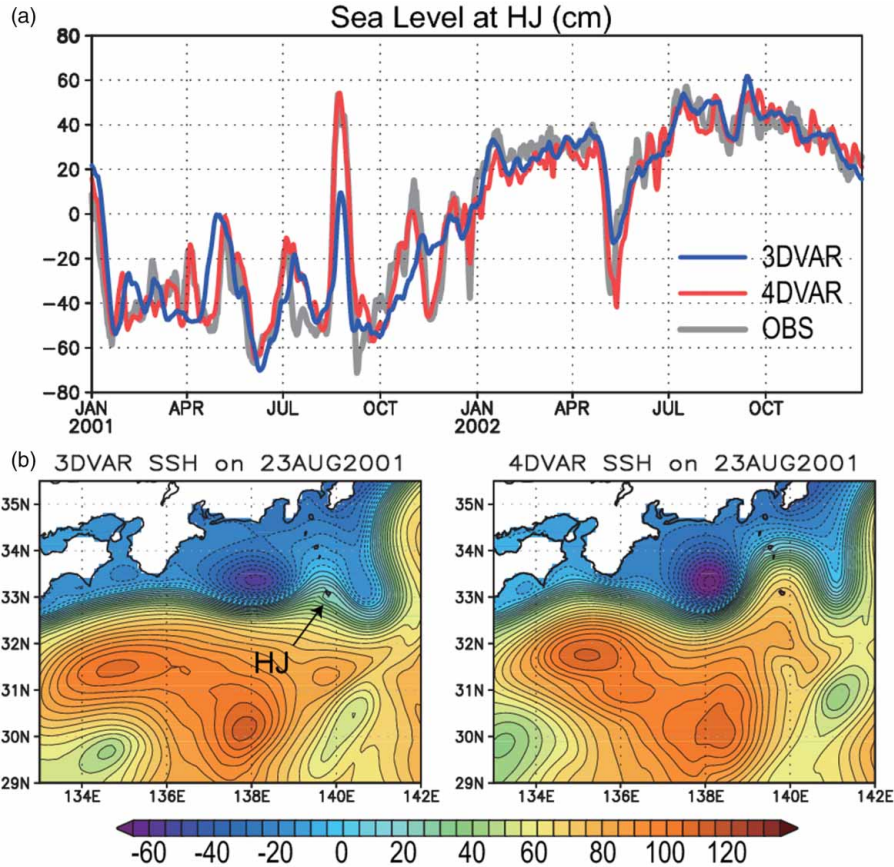 (a)
Sea Level at HJ (cm)
80
60
40
20
0
−20
−40
−60
−80
3DVAR
4DVAR
OBS
JAN APR JUL OCT JAN APR JUL OCT
2001 2002
(b)
3DVAR SSH on 23AUG2001 4DVAR SSH on 23AUG2001
35N 35N
34N 34N
33N 33N
32N 32N
HJ
31N 31N
30N 30N
29N 29N
134E 136E 138E 140E 142E 134E 136E 138E 140E 142E
-60 -40 -20 0 20 40 60 80 100 120